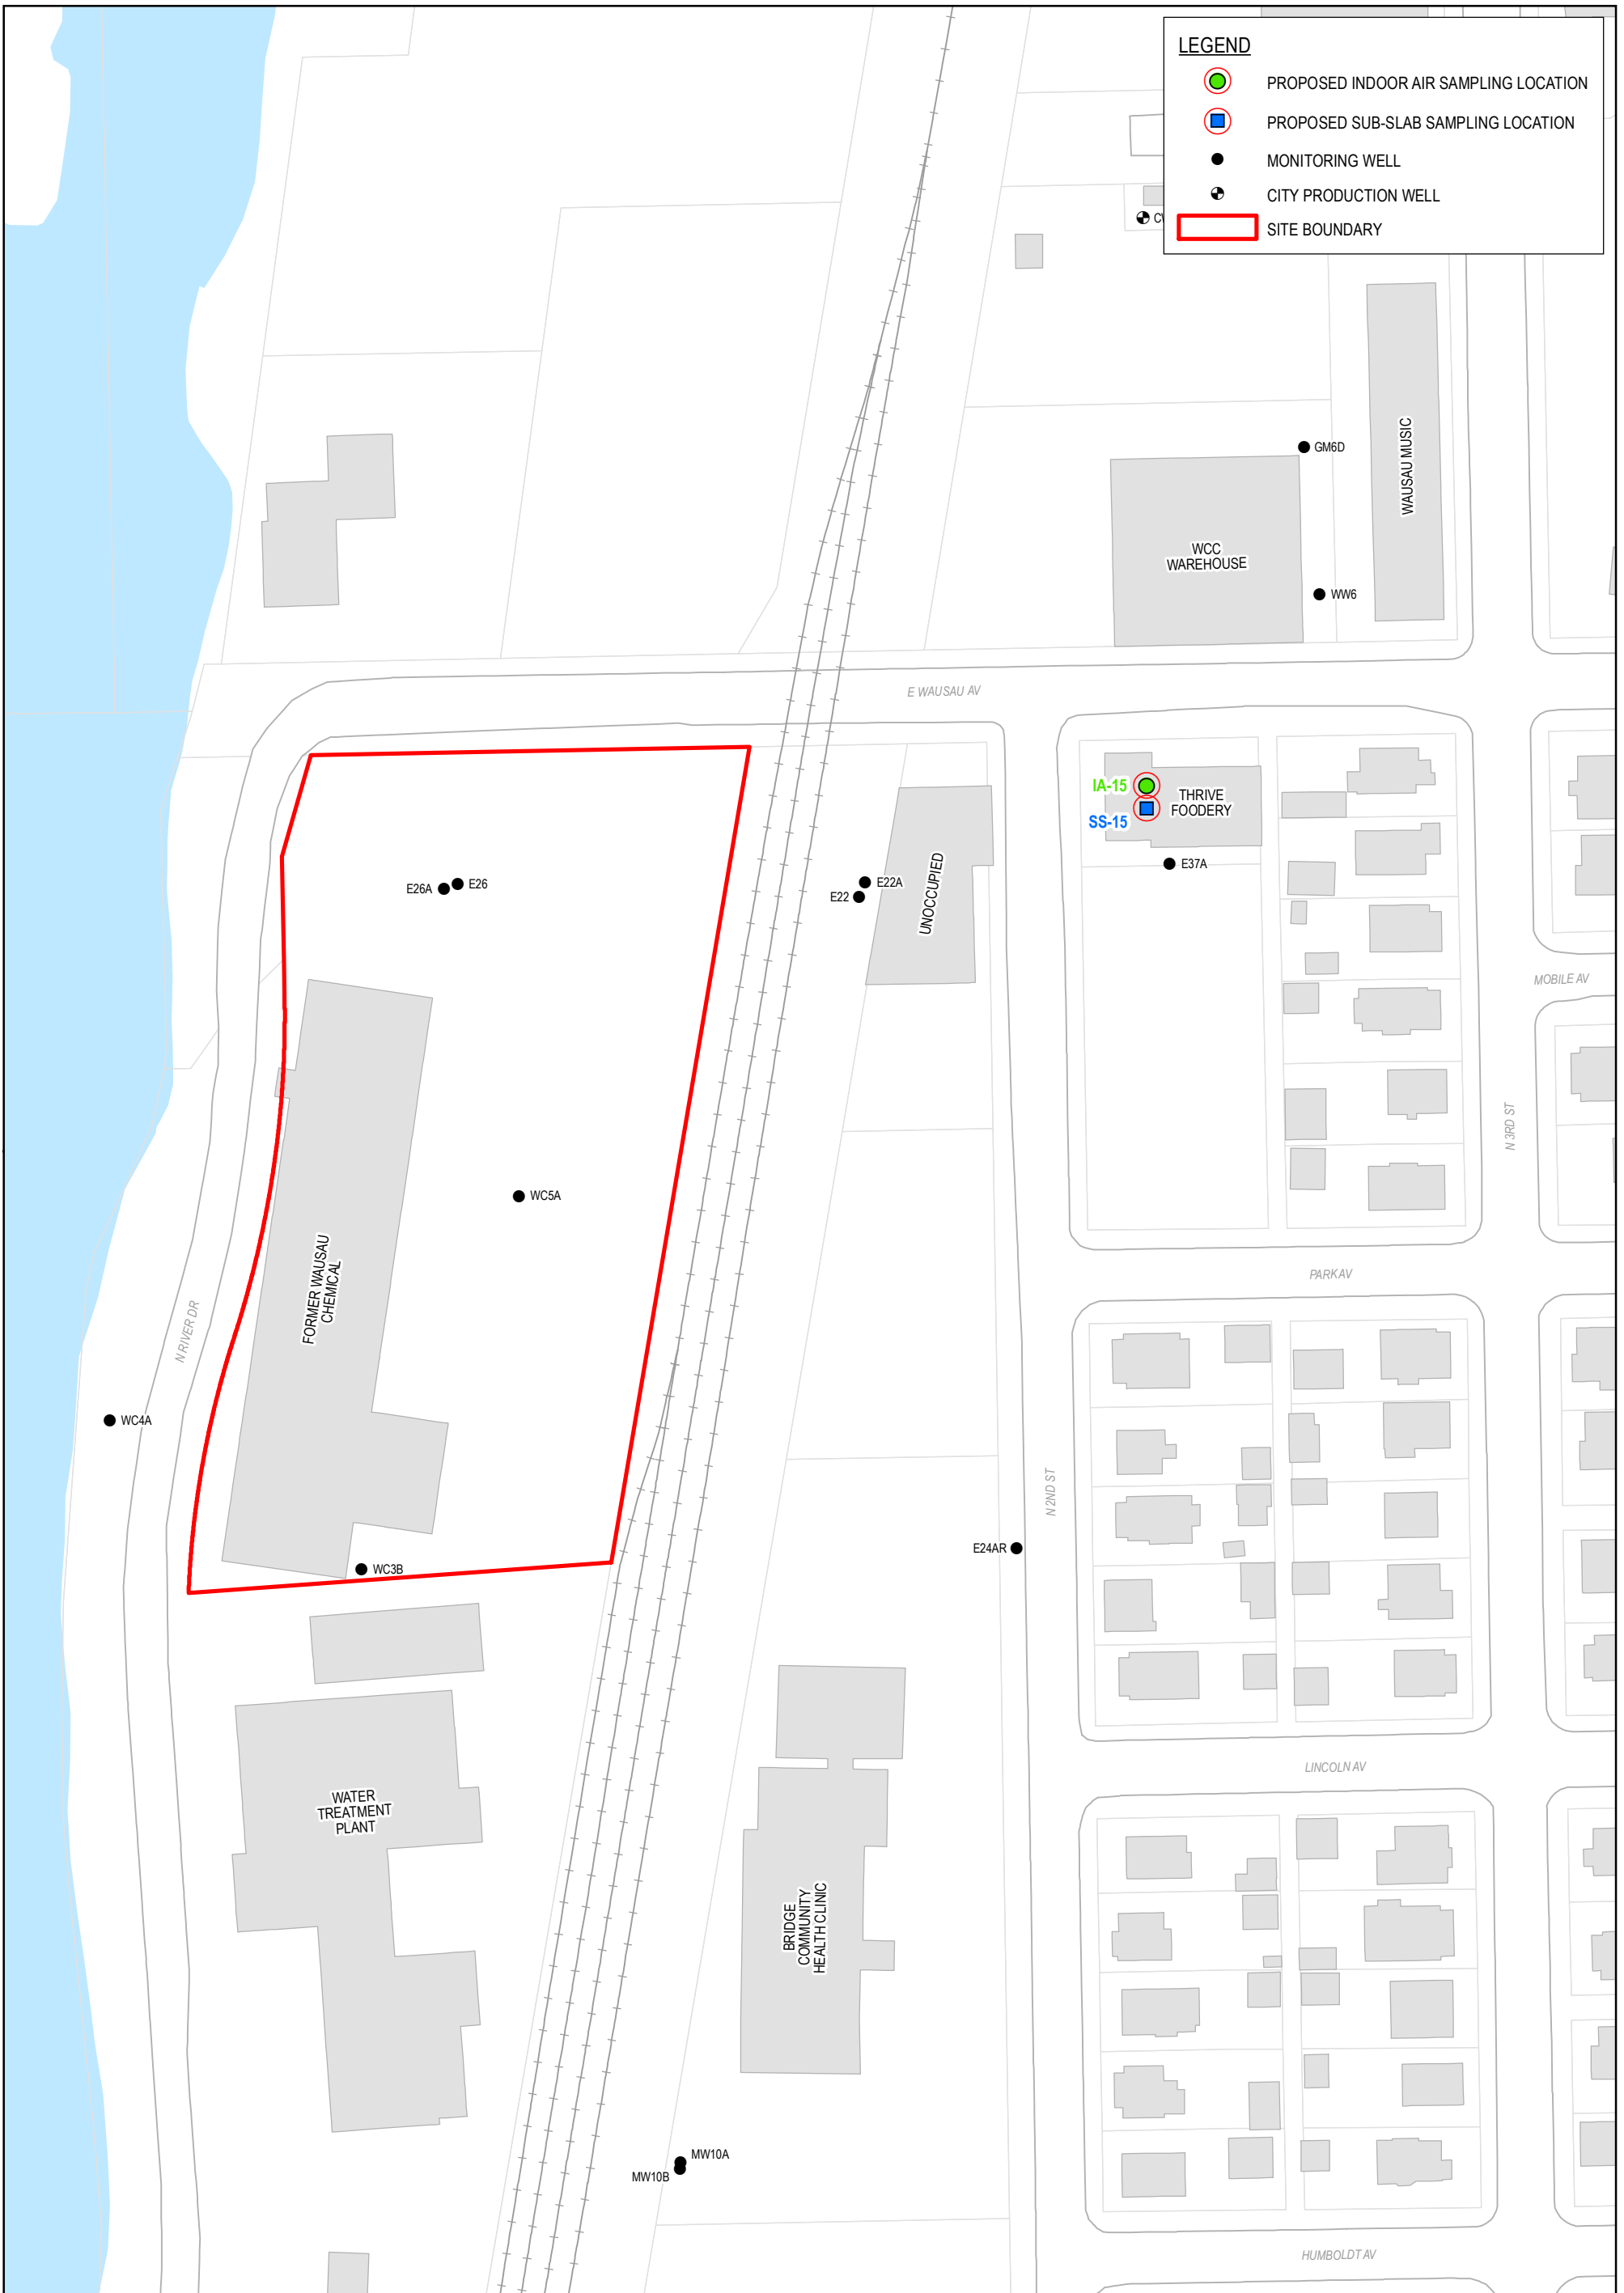 LEGEND
PROPOSED INDOOR AIR SAMPLING LOCATION
PROPOSED SUB-SLAB SAMPLING LOCATION
MONITORING WELL
CITY PRODUCTION WELL
SITE BOUNDARY
GM6D
WAUSAU MUSIC
WCC
WAREHOUSE
WW6
E WAUSAU AV
IA-15
THRIVE
FOODERY
SS-15
E37A
E26A
E26
E22A
E22
UNOCCUPIED
MOBILE AV
N 3RD ST
WC5A
FORMER WAUSAU
CHEMICAL
PARKAV
N RIVER DR
WC4A
N 2ND ST
E24AR
WC3B
LINCOLN AV
WATER
TREATMENT
PLANT
BRIDGE
COMMUNITY
HEALTH CLINIC
MW10A
MW10B
HUMBOLDT AV